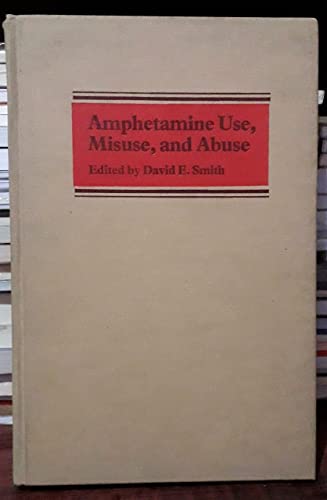 Amphetamine Use,
Misuse, and Abuse
Edited by David E. Smith